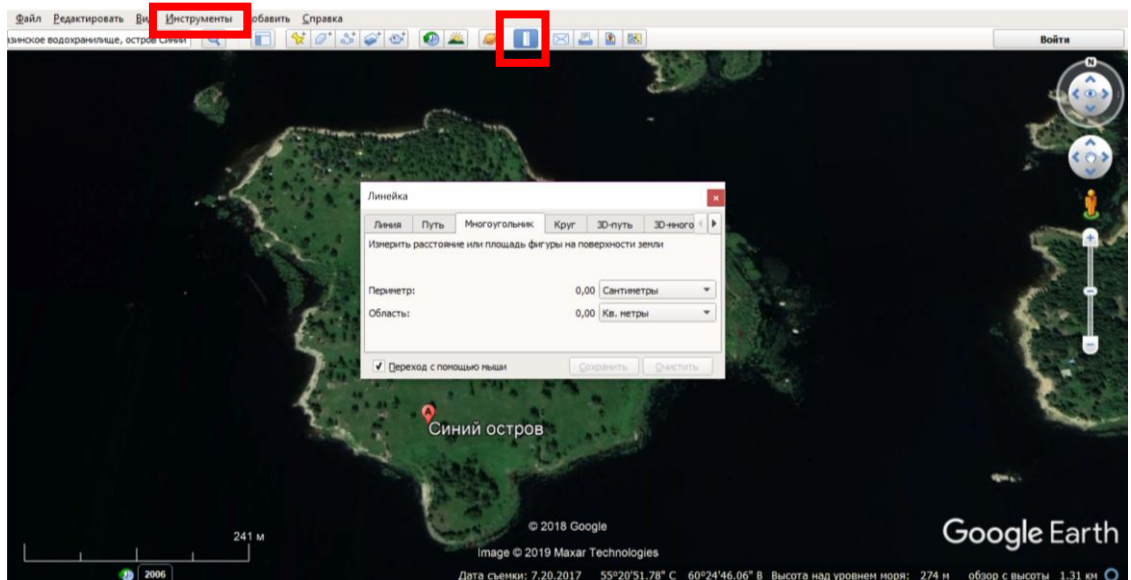 Файл Редактировать Ви Инструменты обавить Справка
азинское водохранилище, остров Синий
Войти
N
Линейка
Линия Путь Многоугольник Круг 3D-путь 3D-много
Измерить расстояние или площадь фигуры на поверхности земли
Периметр: 0,00 Сантиметры
Область: 0,00 Кв. метры
Переход с помощью мыши Сохранить Очистить
A
Синий остров
© 2018 Google
Image © 2019 Maxar Technologies
Google Earth
241 м
2006
Дата съемки: 7.20.2017 55°20'51.78" С 60°24'46.06" В Высота над уровнем моря: 274 м обзор с высоты 1.31 км